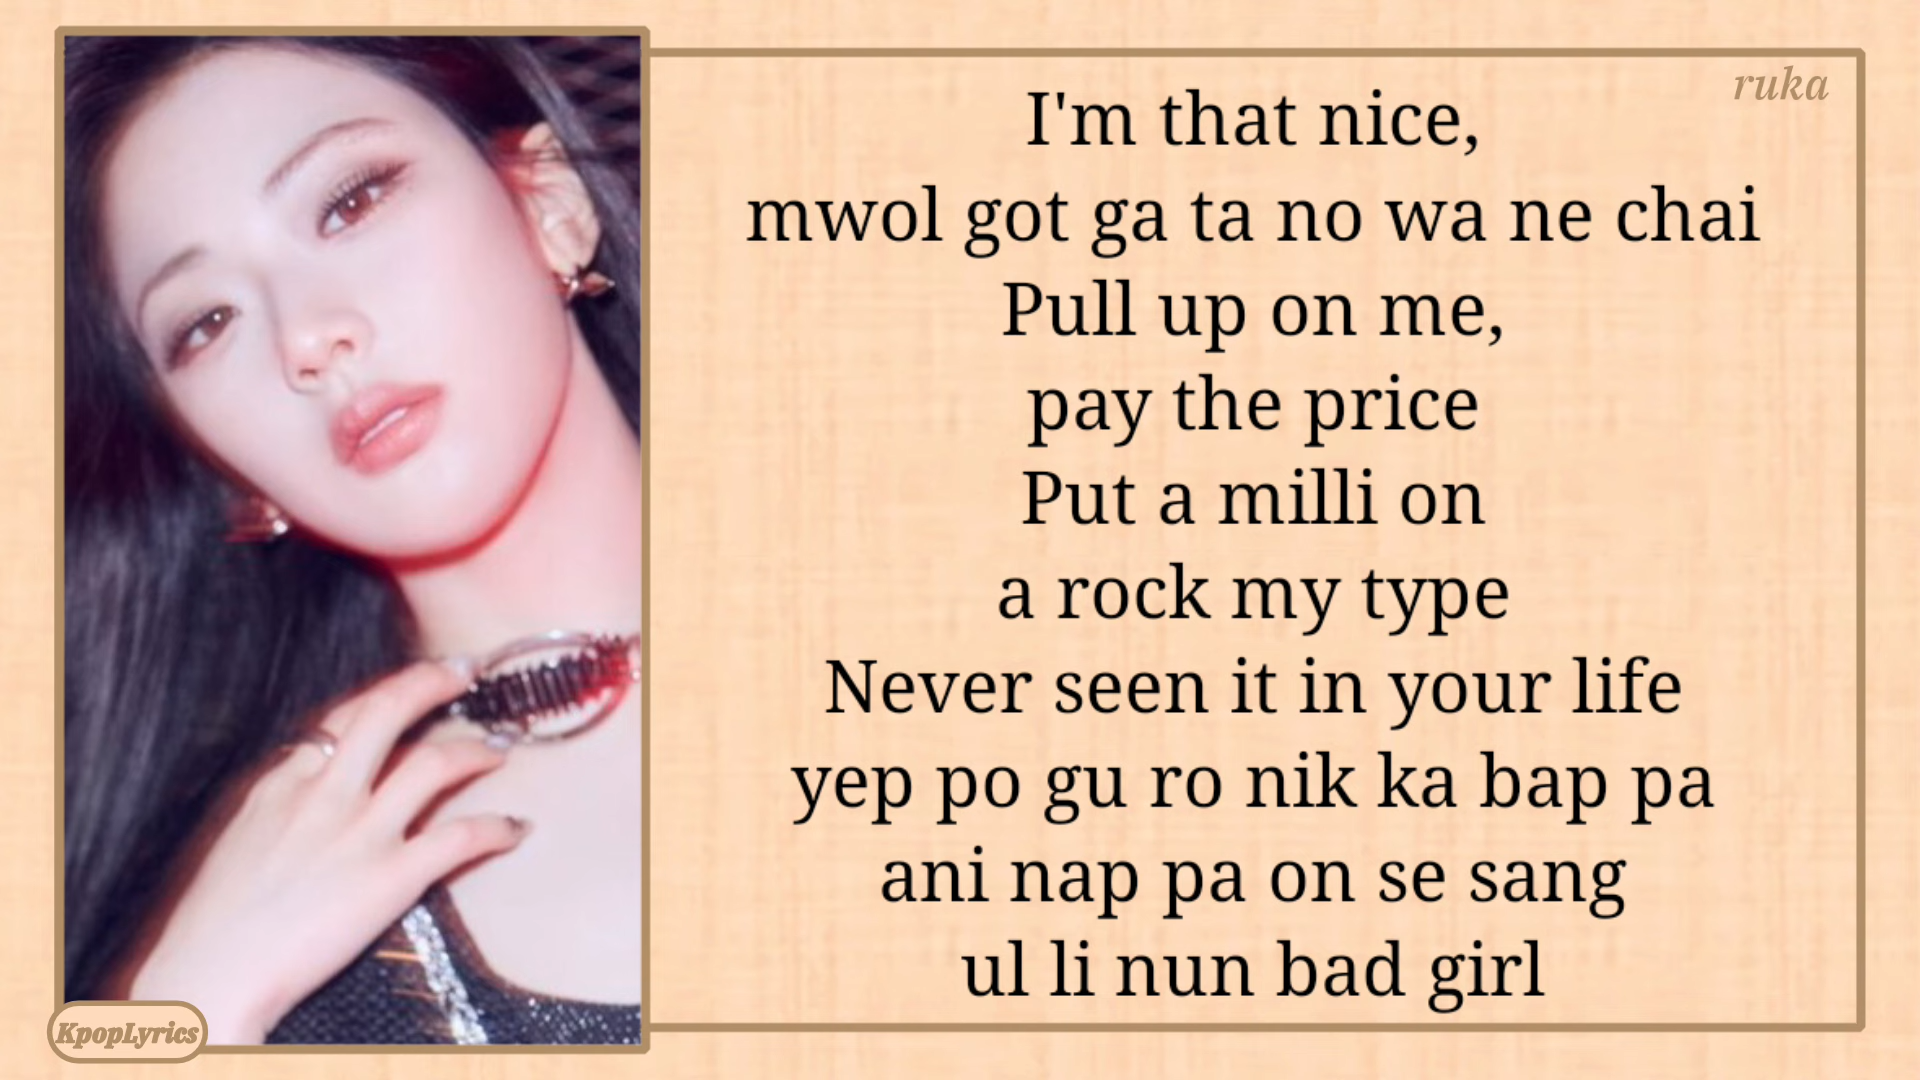 ruka
I'm that nice,
mwol got ga ta no wa ne chai
Pull up on me,
pay the price
Put a milli on
a rock my type
Never seen it in your life
yep po gu ro nik ka bap pa
ani nap pa on se sang
ul li nun bad girl
KpopLyrics